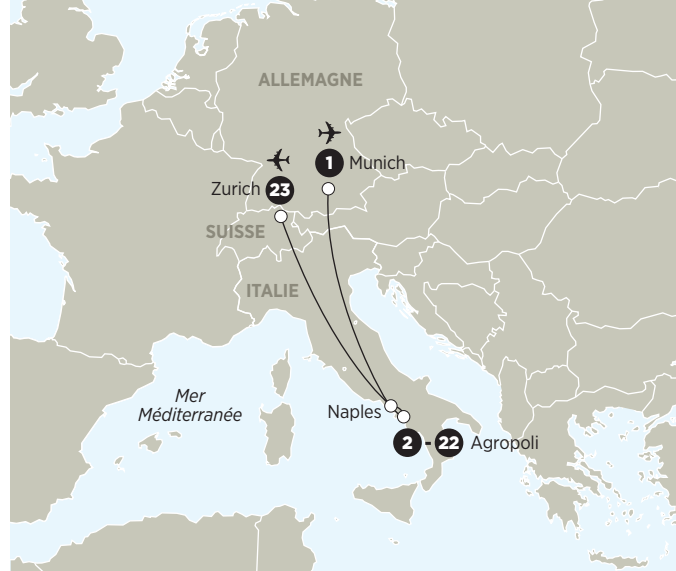 ALLEMAGNE
1 Munich
Zurich 23
SUISSE
ITALIE
Mer
Méditerranée
Naples
2 - 22 Agropoli